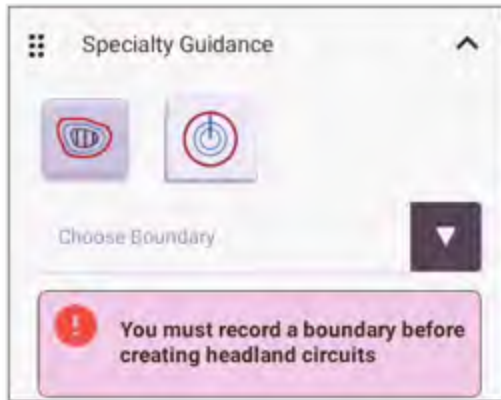 Specialty Guidance
Choose Boundary
You must record a boundary before
creating headland circuits